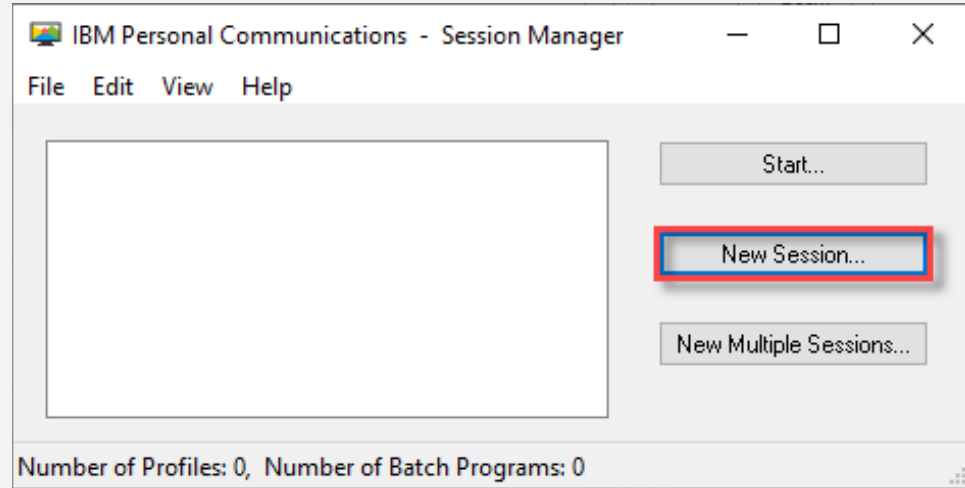 IBM Personal Communications - Session Manager
File Edit View Help
Start...
New Session...
New Multiple Sessions...
Number of Profiles: 0, Number of Batch Programs: 0